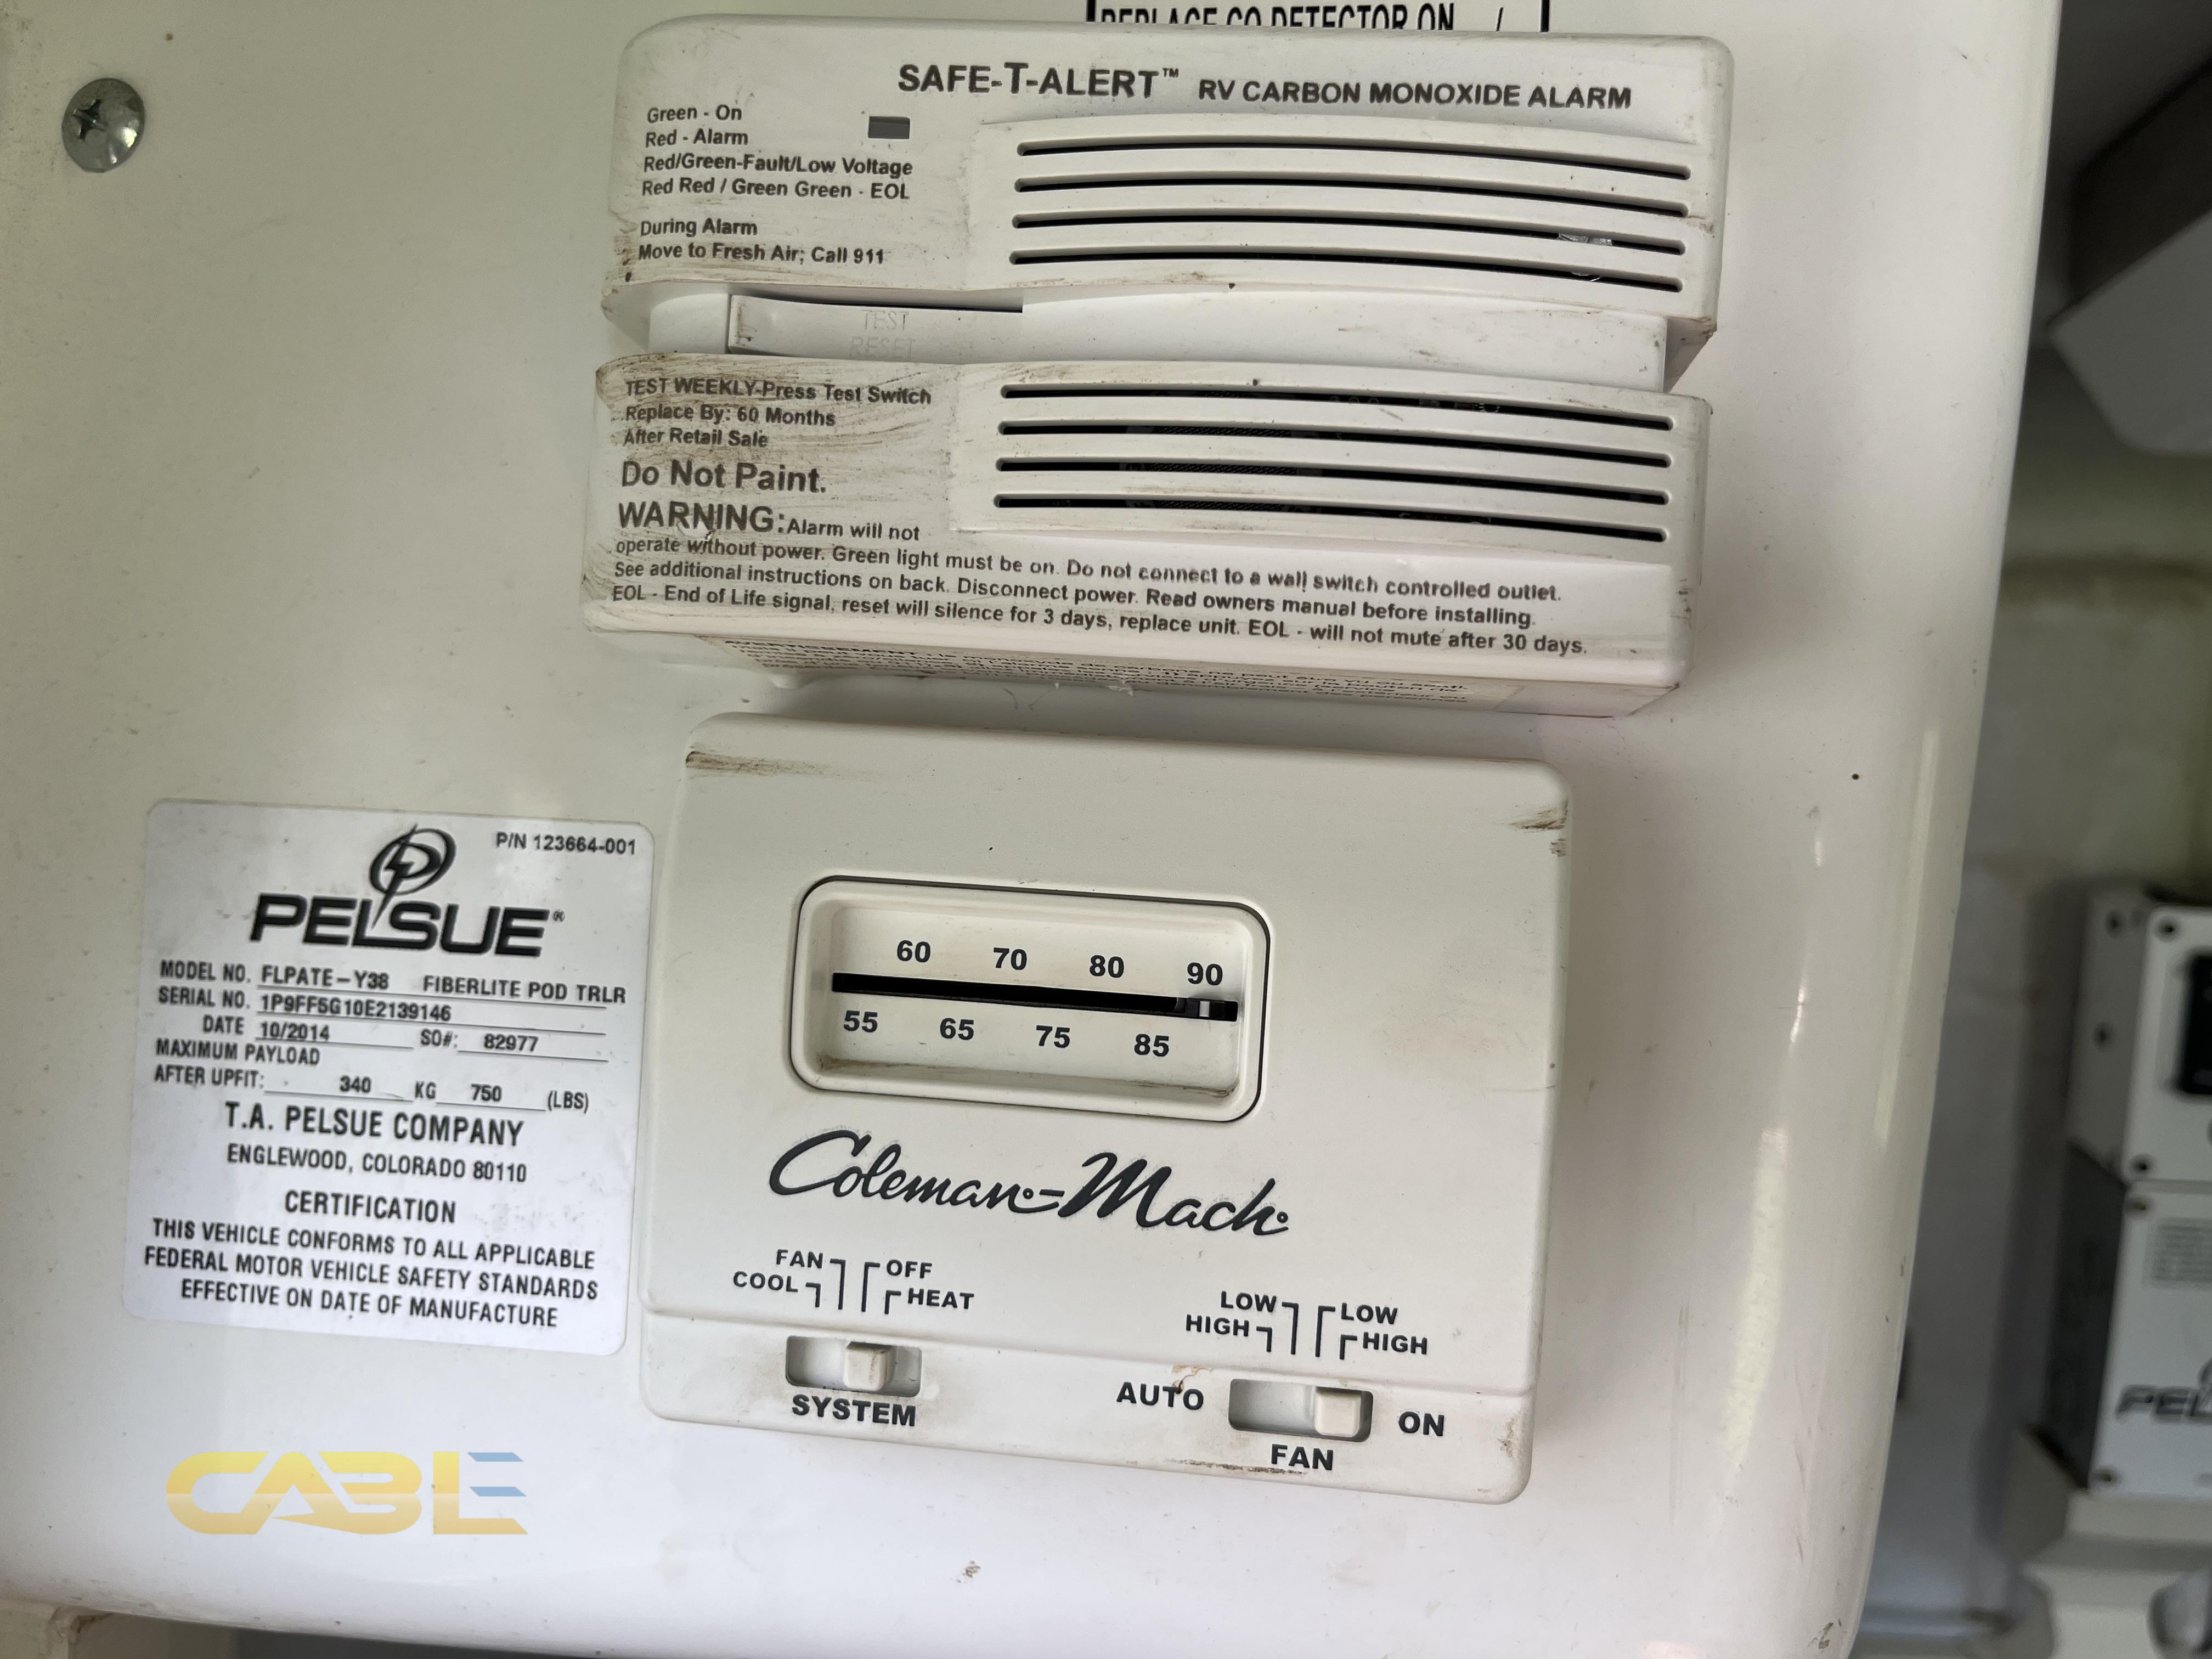 REPLACE CO DETECTOR ON /
SAFE-T-ALERT™ RV CARBON MONOXIDE ALARM
Green - On
Red - Alarm
Red/Green-Fault/Low Voltage
Red Red / Green Green - EOL
During Alarm
Move to Fresh Air; Call 911
TEST
RESET
TEST WEEKLY-Press Test Switch
Replace By: 60 Months
After Retail Sale
Do Not Paint.
WARNING: Alarm will not
operate without power. Green light must be on. Do not connect to a wall switch controlled outlet.
See additional instructions on back. Disconnect power. Read owners manual before installing.
EOL - End of Life signal, reset will silence for 3 days, replace unit. EOL - will not mute after 30 days.
P/N 123664-001
PELSUE®
MODEL NO. FLPATE-Y38 FIBERLITE POD TRLR
SERIAL NO. 1P9FF5G10E2139146
DATE 10/2014 SO#: 82977
MAXIMUM PAYLOAD
AFTER UPFIT: 340 KG 750 (LBS)
T.A. PELSUE COMPANY
ENGLEWOOD, COLORADO 80110
CERTIFICATION
THIS VEHICLE CONFORMS TO ALL APPLICABLE
FEDERAL MOTOR VEHICLE SAFETY STANDARDS
EFFECTIVE ON DATE OF MANUFACTURE
60 70 80 90
55 65 75 85
Coleman-Mach
FAN OFF
COOL HEAT
LOW LOW
HIGH HIGH
SYSTEM
AUTO ON
FAN
CABLE